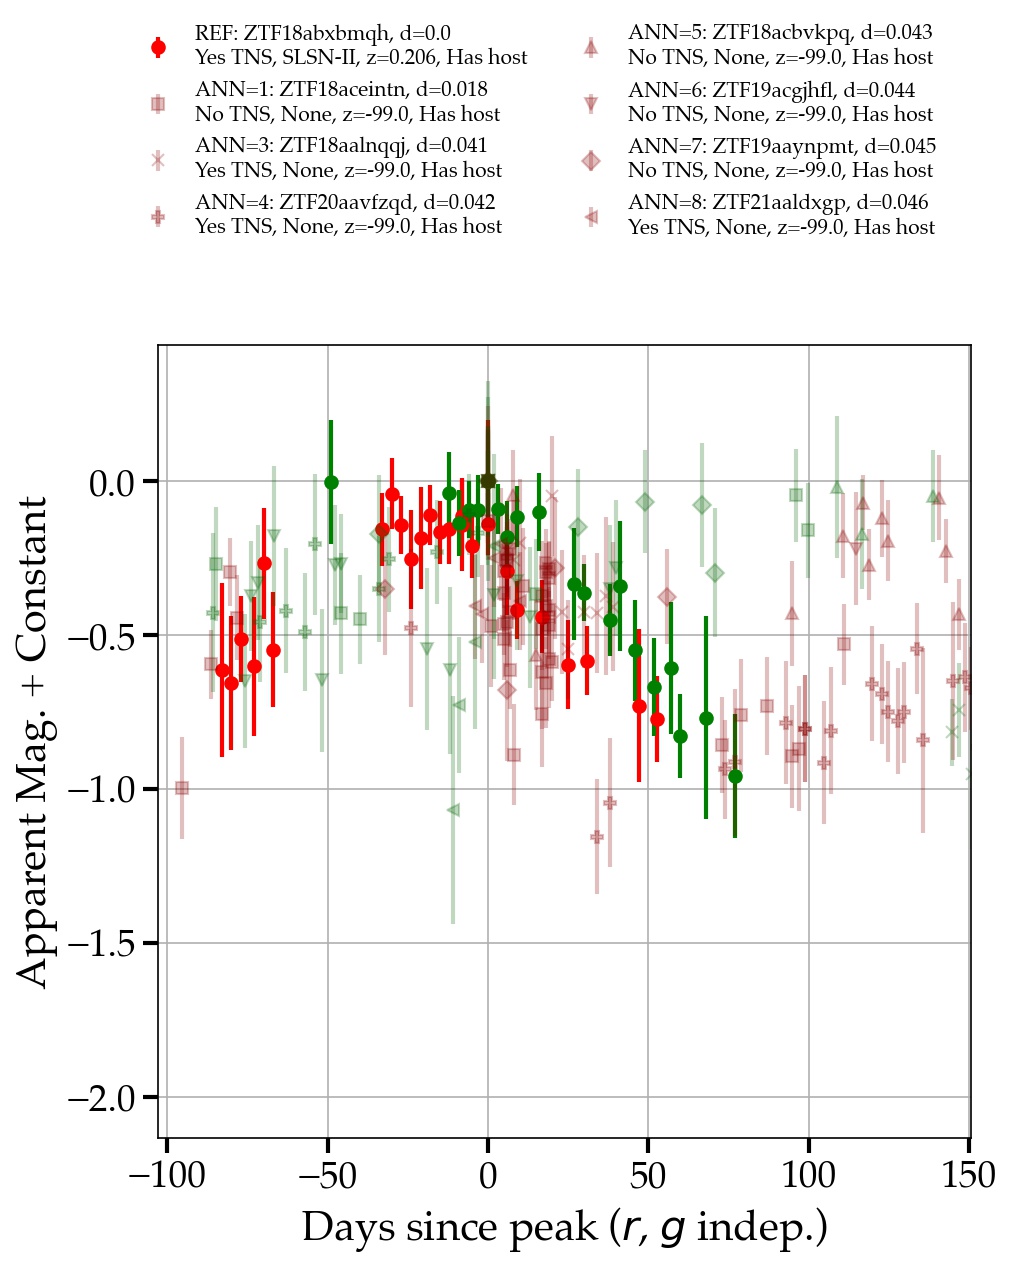 REF: ZTF18abxbmqh, d=0.0
Yes TNS, SLSN-II, z=0.206, Has host
ANN=1: ZTF18aceintn, d=0.018
No TNS, None, z=-99.0, Has host
ANN=3: ZTF18aalnqqj, d=0.041
Yes TNS, None, z=-99.0, Has host
ANN=4: ZTF20aavfzqd, d=0.042
Yes TNS, None, z=-99.0, Has host
ANN=5: ZTF18acbvkpq, d=0.043
No TNS, None, z=-99.0, Has host
ANN=6: ZTF19acgjhfl, d=0.044
No TNS, None, z=-99.0, Has host
ANN=7: ZTF19aaynpmt, d=0.045
No TNS, None, z=-99.0, Has host
ANN=8: ZTF21aaldxgp, d=0.046
Yes TNS, None, z=-99.0, Has host
Apparent Mag. + Constant
0.0
−0.5
−1.0
−1.5
−2.0
−100 −50 0 50 100 150
Days since peak (r, g indep.)